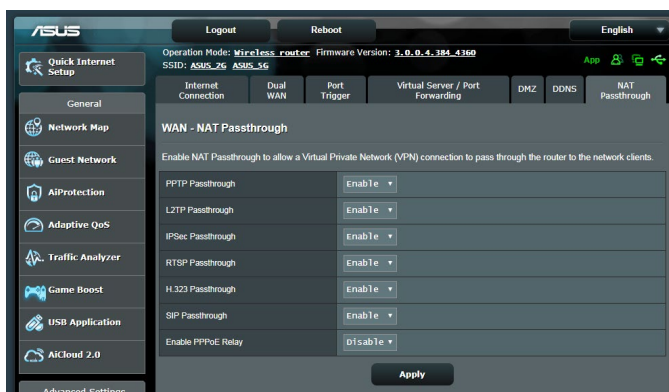 ASUS
Logout
Reboot
English
Quick Internet
Setup
Operation Mode: Wireless router Firmware Version: 3.0.0.4.384_4360
SSID: ASUS_2G ASUS_5G
App
General
Network Map
Guest Network
AiProtection
Adaptive QoS
Traffic Analyzer
Game Boost
USB Application
AiCloud 2.0
Advanced Settings
Internet
Connection
Dual
WAN
Port
Trigger
Virtual Server / Port
Forwarding
DMZ
DDNS
NAT
Passthrough
WAN - NAT Passthrough
Enable NAT Passthrough to allow a Virtual Private Network (VPN) connection to pass through the router to the network clients.
PPTP Passthrough Enable
L2TP Passthrough Enable
IPSec Passthrough Enable
RTSP Passthrough Enable
H.323 Passthrough Enable
SIP Passthrough Enable
Enable PPPoE Relay Disable
Apply